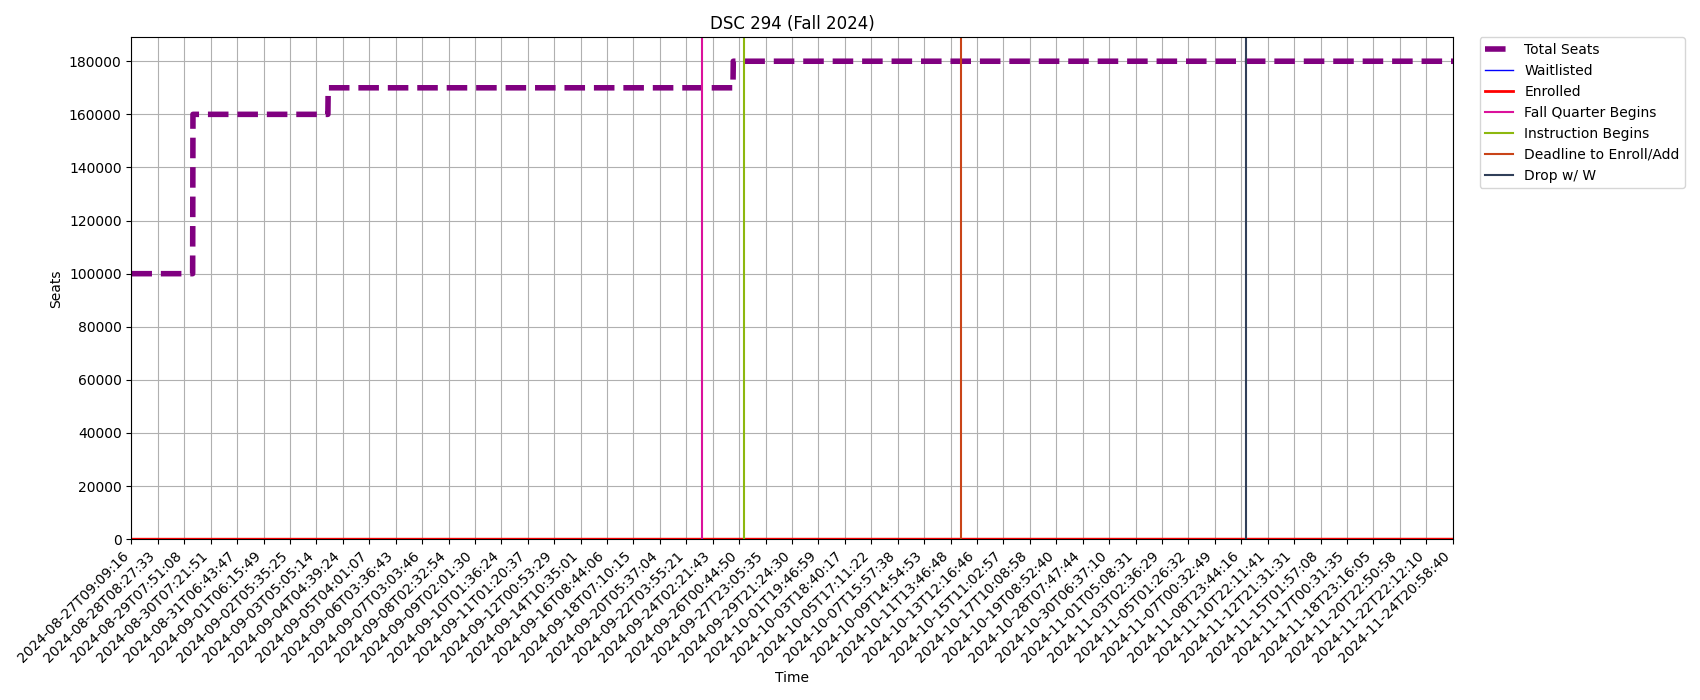 DSC 294 (Fall 2024)
180000
160000
140000
120000
100000
80000
60000
40000
20000
0
Seats
Total Seats
Waitlisted
Enrolled
Fall Quarter Begins
Instruction Begins
Deadline to Enroll/Add
Drop w/ W
2024-08-27T09:09:16
2024-08-28T08:27:33
2024-08-29T07:51:08
2024-08-30T07:21:51
2024-08-31T06:43:47
2024-09-01T06:15:49
2024-09-02T05:35:23
2024-09-03T05:05:14
2024-09-04T04:39:24
2024-09-05T04:01:07
2024-09-06T03:36:43
2024-09-07T03:03:46
2024-09-08T02:32:54
2024-09-09T02:01:30
2024-09-10T01:36:24
2024-09-11T01:20:37
2024-09-12T00:53:29
2024-09-14T10:35:01
2024-09-16T08:44:06
2024-09-18T07:10:15
2024-09-20T05:37:04
2024-09-22T03:55:21
2024-09-24T02:21:43
2024-09-26T00:44:50
2024-09-27T23:05:35
2024-09-29T21:24:30
2024-10-01T19:46:59
2024-10-03T18:40:17
2024-10-05T17:11:22
2024-10-07T15:57:38
2024-10-09T14:54:53
2024-10-11T13:46:48
2024-10-13T12:16:46
2024-10-15T11:02:57
2024-10-17T10:08:58
2024-10-19T08:52:40
2024-10-28T07:47:44
2024-10-30T06:37:10
2024-11-01T05:08:31
2024-11-03T02:36:29
2024-11-05T01:26:32
2024-11-07T00:32:49
2024-11-08T23:44:16
2024-11-10T22:11:41
2024-11-12T21:31:31
2024-11-15T01:57:08
2024-11-17T00:31:35
2024-11-18T23:16:05
2024-11-20T22:50:58
2024-11-22T22:12:10
2024-11-24T20:58:40
Time